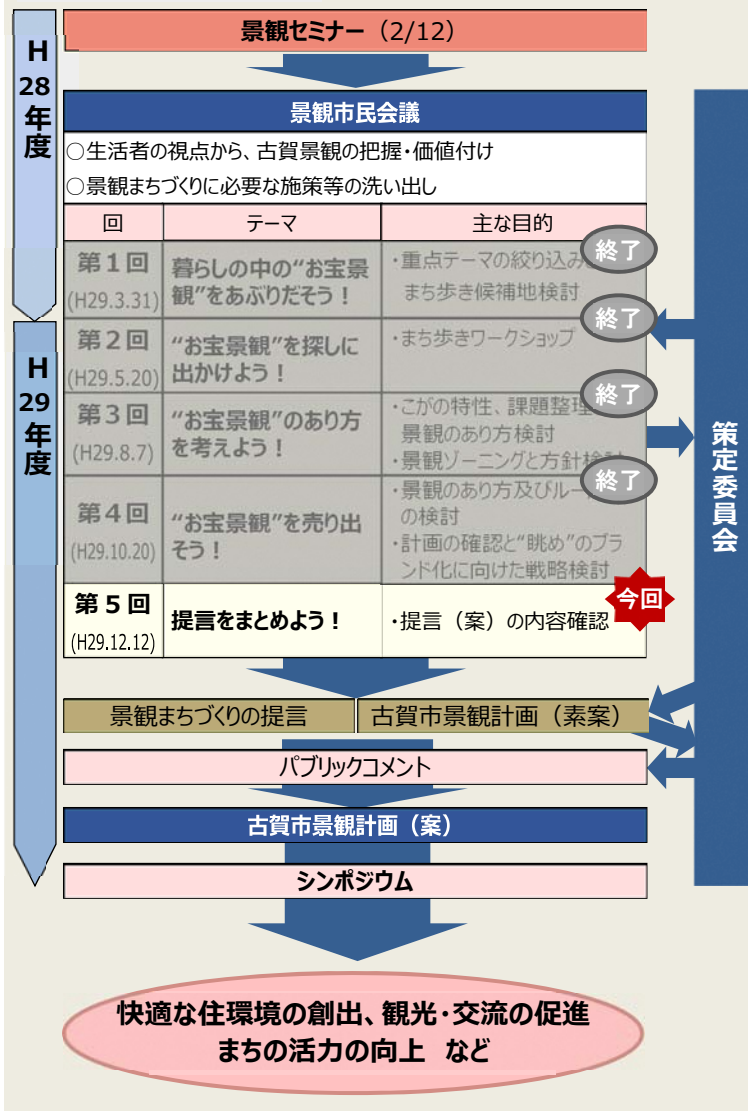 景観セミナー（2/12）
H
28
年
度
景観市民会議
○生活者の視点から、古賀景観の把握・価値付け
○景観まちづくりに必要な施策等の洗い出し
回 テーマ 主な目的
第１回
(H29.3.31)
暮らしの中の“お宝景
観”をあぶりだそう！
・重点テーマの絞り込み
まち歩き候補地検討
終了
第２回
(H29.5.20)
“お宝景観”を探しに
出かけよう！
・まち歩きワークショップ
終了
H
29
年
度
第３回
(H29.8.7)
“お宝景観”のあり方
を考えよう！
・こがの特性、課題整理
景観のあり方検討
・景観ゾーニングと方針検
終了
第４回
(H29.10.20)
“お宝景観”を売り出
そう！
・景観のあり方及びルー
の検討
・計画の確認と“眺め”のブラ
ンド化に向けた戦略検討
終了
第５回
(H29.12.12)
提言をまとめよう！
・提言（案）の内容確認
今回
策定委員会
景観まちづくりの提言
古賀市景観計画（素案）
パブリックコメント
古賀市景観計画（案）
シンポジウム
快適な住環境の創出、観光・交流の促進
まちの活力の向上 など